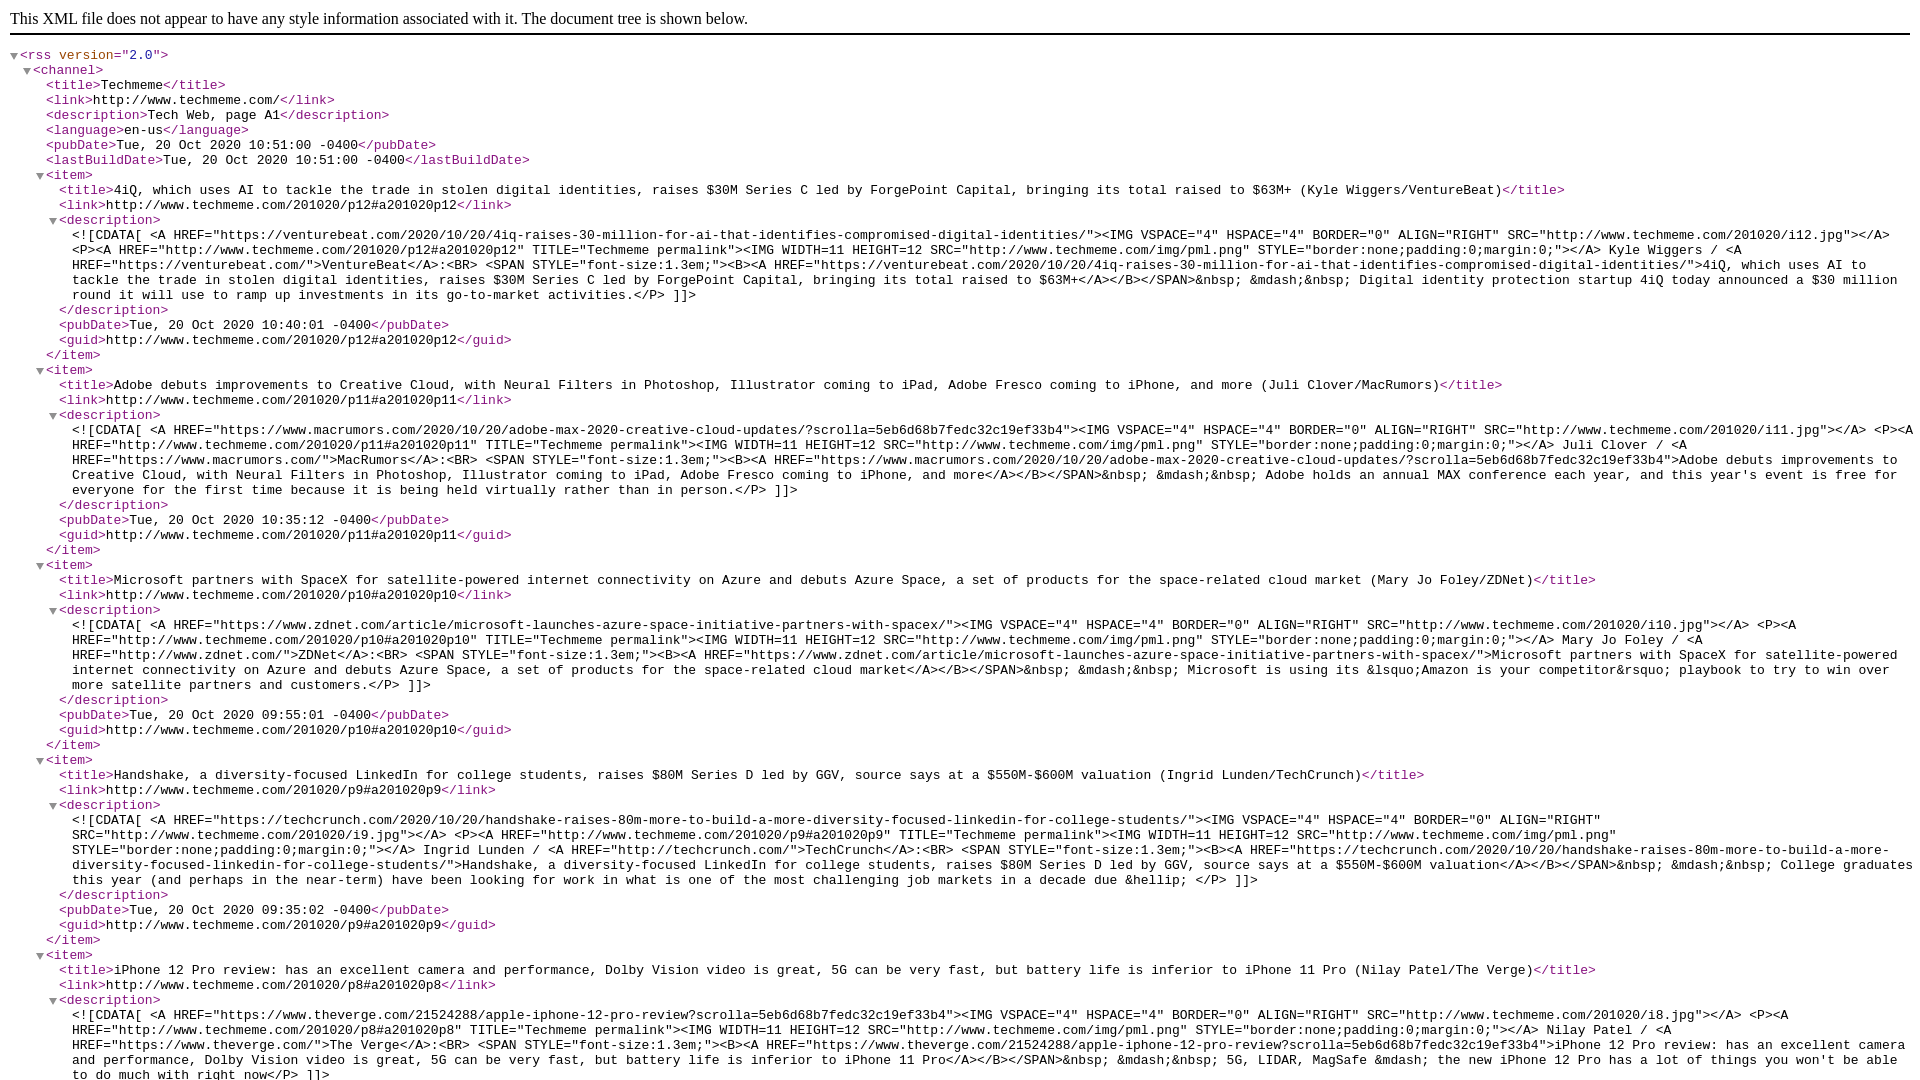 This XML file does not appear to have any style information associated with it. The document tree is shown below.
<rss version="2.0">
<channel>
<title>Techmeme</title>
<link>http://www.techmeme.com/</link>
<description>Tech Web, page A1</description>
<language>en-us</language>
<pubDate>Tue, 20 Oct 2020 10:51:00 -0400</pubDate>
<lastBuildDate>Tue, 20 Oct 2020 10:51:00 -0400</lastBuildDate>
<item>
<title>4iQ, which uses AI to tackle the trade in stolen digital identities, raises $30M Series C led by ForgePoint Capital, bringing its total raised to $63M+ (Kyle Wiggers/VentureBeat)</title>
<link>http://www.techmeme.com/201020/p12#a201020p12</link>
<description>
<![CDATA[ <A HREF="https://venturebeat.com/2020/10/20/4iq-raises-30-million-for-ai-that-identifies-compromised-digital-identities/"><IMG VSPACE="4" HSPACE="4" BORDER="0" ALIGN="RIGHT" SRC="http://www.techmeme.com/201020/i12.jpg"></A>
<P><A HREF="http://www.techmeme.com/201020/p12#a201020p12" TITLE="Techmeme permalink"><IMG WIDTH=11 HEIGHT=12 SRC="http://www.techmeme.com/img/pml.png" STYLE="border:none;padding:0;margin:0;"></A> Kyle Wiggers / <A
HREF="https://venturebeat.com/">VentureBeat</A>:<BR> <SPAN STYLE="font-size:1.3em;"><B><A HREF="https://venturebeat.com/2020/10/20/4iq-raises-30-million-for-ai-that-identifies-compromised-digital-identities/">4iQ, which uses AI to
tackle the trade in stolen digital identities, raises $30M Series C led by ForgePoint Capital, bringing its total raised to $63M+</A></B></SPAN>&nbsp; &mdash;&nbsp; Digital identity protection startup 4iQ today announced a $30 million
round it will use to ramp up investments in its go-to-market activities.</P> ]]>
</description>
<pubDate>Tue, 20 Oct 2020 10:40:01 -0400</pubDate>
<guid>http://www.techmeme.com/201020/p12#a201020p12</guid>
</item>
<item>
<title>Adobe debuts improvements to Creative Cloud, with Neural Filters in Photoshop, Illustrator coming to iPad, Adobe Fresco coming to iPhone, and more (Juli Clover/MacRumors)</title>
<link>http://www.techmeme.com/201020/p11#a201020p11</link>
<description>
<![CDATA[ <A HREF="https://www.macrumors.com/2020/10/20/adobe-max-2020-creative-cloud-updates/?scrolla=5eb6d68b7fedc32c19ef33b4"><IMG VSPACE="4" HSPACE="4" BORDER="0" ALIGN="RIGHT" SRC="http://www.techmeme.com/201020/i11.jpg"></A> <P><A
HREF="http://www.techmeme.com/201020/p11#a201020p11" TITLE="Techmeme permalink"><IMG WIDTH=11 HEIGHT=12 SRC="http://www.techmeme.com/img/pml.png" STYLE="border:none;padding:0;margin:0;"></A> Juli Clover / <A
HREF="https://www.macrumors.com/">MacRumors</A>:<BR> <SPAN STYLE="font-size:1.3em;"><B><A HREF="https://www.macrumors.com/2020/10/20/adobe-max-2020-creative-cloud-updates/?scrolla=5eb6d68b7fedc32c19ef33b4">Adobe debuts improvements to
Creative Cloud, with Neural Filters in Photoshop, Illustrator coming to iPad, Adobe Fresco coming to iPhone, and more</A></B></SPAN>&nbsp; &mdash;&nbsp; Adobe holds an annual MAX conference each year, and this year's event is free for
everyone for the first time because it is being held virtually rather than in person.</P> ]]>
</description>
<pubDate>Tue, 20 Oct 2020 10:35:12 -0400</pubDate>
<guid>http://www.techmeme.com/201020/p11#a201020p11</guid>
</item>
<item>
<title>Microsoft partners with SpaceX for satellite-powered internet connectivity on Azure and debuts Azure Space, a set of products for the space-related cloud market (Mary Jo Foley/ZDNet)</title>
<link>http://www.techmeme.com/201020/p10#a201020p10</link>
<description>
<![CDATA[ <A HREF="https://www.zdnet.com/article/microsoft-launches-azure-space-initiative-partners-with-spacex/"><IMG VSPACE="4" HSPACE="4" BORDER="0" ALIGN="RIGHT" SRC="http://www.techmeme.com/201020/i10.jpg"></A> <P><A
HREF="http://www.techmeme.com/201020/p10#a201020p10" TITLE="Techmeme permalink"><IMG WIDTH=11 HEIGHT=12 SRC="http://www.techmeme.com/img/pml.png" STYLE="border:none;padding:0;margin:0;"></A> Mary Jo Foley / <A
HREF="http://www.zdnet.com/">ZDNet</A>:<BR> <SPAN STYLE="font-size:1.3em;"><B><A HREF="https://www.zdnet.com/article/microsoft-launches-azure-space-initiative-partners-with-spacex/">Microsoft partners with SpaceX for satellite-powered
internet connectivity on Azure and debuts Azure Space, a set of products for the space-related cloud market</A></B></SPAN>&nbsp; &mdash;&nbsp; Microsoft is using its &lsquo;Amazon is your competitor&rsquo; playbook to try to win over
more satellite partners and customers.</P> ]]>
</description>
<pubDate>Tue, 20 Oct 2020 09:55:01 -0400</pubDate>
<guid>http://www.techmeme.com/201020/p10#a201020p10</guid>
</item>
<item>
<title>Handshake, a diversity-focused LinkedIn for college students, raises $80M Series D led by GGV, source says at a $550M-$600M valuation (Ingrid Lunden/TechCrunch)</title>
<link>http://www.techmeme.com/201020/p9#a201020p9</link>
<description>
<![CDATA[ <A HREF="https://techcrunch.com/2020/10/20/handshake-raises-80m-more-to-build-a-more-diversity-focused-linkedin-for-college-students/"><IMG VSPACE="4" HSPACE="4" BORDER="0" ALIGN="RIGHT"
SRC="http://www.techmeme.com/201020/i9.jpg"></A> <P><A HREF="http://www.techmeme.com/201020/p9#a201020p9" TITLE="Techmeme permalink"><IMG WIDTH=11 HEIGHT=12 SRC="http://www.techmeme.com/img/pml.png"
STYLE="border:none;padding:0;margin:0;"></A> Ingrid Lunden / <A HREF="http://techcrunch.com/">TechCrunch</A>:<BR> <SPAN STYLE="font-size:1.3em;"><B><A HREF="https://techcrunch.com/2020/10/20/handshake-raises-80m-more-to-build-a-more-
diversity-focused-linkedin-for-college-students/">Handshake, a diversity-focused LinkedIn for college students, raises $80M Series D led by GGV, source says at a $550M-$600M valuation</A></B></SPAN>&nbsp; &mdash;&nbsp; College graduates
this year (and perhaps in the near-term) have been looking for work in what is one of the most challenging job markets in a decade due &hellip; </P> ]]>
</description>
<pubDate>Tue, 20 Oct 2020 09:35:02 -0400</pubDate>
<guid>http://www.techmeme.com/201020/p9#a201020p9</guid>
</item>
<item>
<title>iPhone 12 Pro review: has an excellent camera and performance, Dolby Vision video is great, 5G can be very fast, but battery life is inferior to iPhone 11 Pro (Nilay Patel/The Verge)</title>
<link>http://www.techmeme.com/201020/p8#a201020p8</link>
<description>
<![CDATA[ <A HREF="https://www.theverge.com/21524288/apple-iphone-12-pro-review?scrolla=5eb6d68b7fedc32c19ef33b4"><IMG VSPACE="4" HSPACE="4" BORDER="0" ALIGN="RIGHT" SRC="http://www.techmeme.com/201020/i8.jpg"></A> <P><A
HREF="http://www.techmeme.com/201020/p8#a201020p8" TITLE="Techmeme permalink"><IMG WIDTH=11 HEIGHT=12 SRC="http://www.techmeme.com/img/pml.png" STYLE="border:none;padding:0;margin:0;"></A> Nilay Patel / <A
HREF="https://www.theverge.com/">The Verge</A>:<BR> <SPAN STYLE="font-size:1.3em;"><B><A HREF="https://www.theverge.com/21524288/apple-iphone-12-pro-review?scrolla=5eb6d68b7fedc32c19ef33b4">iPhone 12 Pro review: has an excellent camera
and performance, Dolby Vision video is great, 5G can be very fast, but battery life is inferior to iPhone 11 Pro</A></B></SPAN>&nbsp; &mdash;&nbsp; 5G, LIDAR, MagSafe &mdash; the new iPhone 12 Pro has a lot of things you won't be able
to do much with right now</P> ]]>